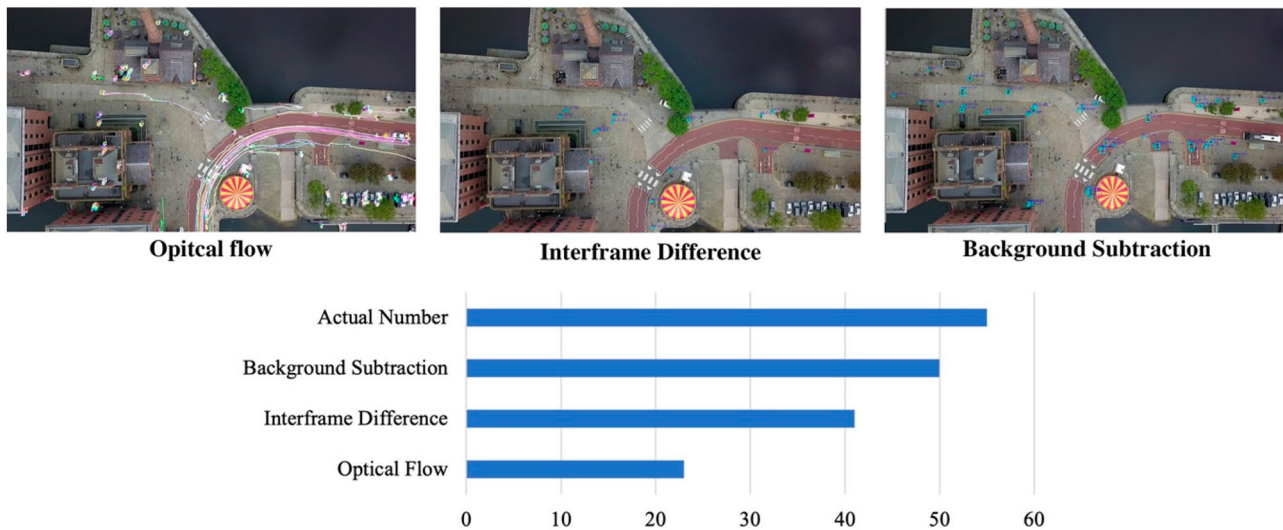 Opitcal flow
Interframe Difference
Background Subtraction
Actual Number
Background Subtraction
Interframe Difference
Optical Flow
0 10 20 30 40 50 60